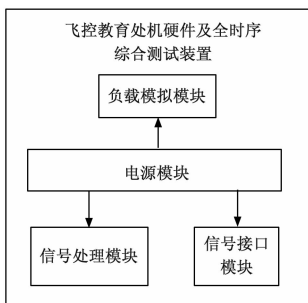 飞控教育处机硬件及全时序
综合测试装置
负载模拟模块
电源模块
信号处理模块
信号接口
模块